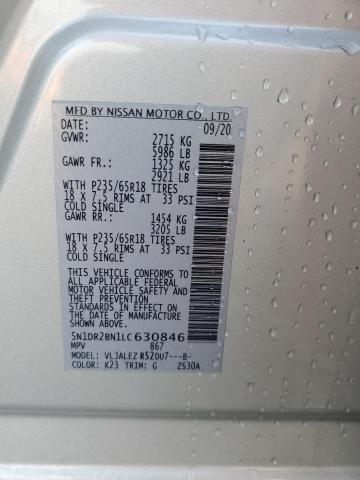 MFD BY NISSAN MOTOR CO., LTD.
DATE: 09/20
GVWR: 2715 KG
5986 LB
GAWR FR.: 1325 KG
2921 LB
WITH P235/65R18 TIRES
18 X 7.5 RIMS AT 33 PSI
COLD SINGLE
GAWR RR.: 1454 KG
3205 LB
WITH P235/65R18 TIRES
18 X 7.5 RIMS AT 33 PSI
COLD SINGLE
THIS VEHICLE CONFORMS TO
ALL APPLICABLE FEDERAL
MOTOR VEHICLE SAFETY
STANDARDS IN EFFECT ON
THE DATE OF MANUFACTURE
SHOWN ABOVE.
5N1DR2BN1LC630846
MPV 867
MODEL: VLJALEZ R52DU7---B-
COLOR: K23 TRIM: G ZS30A